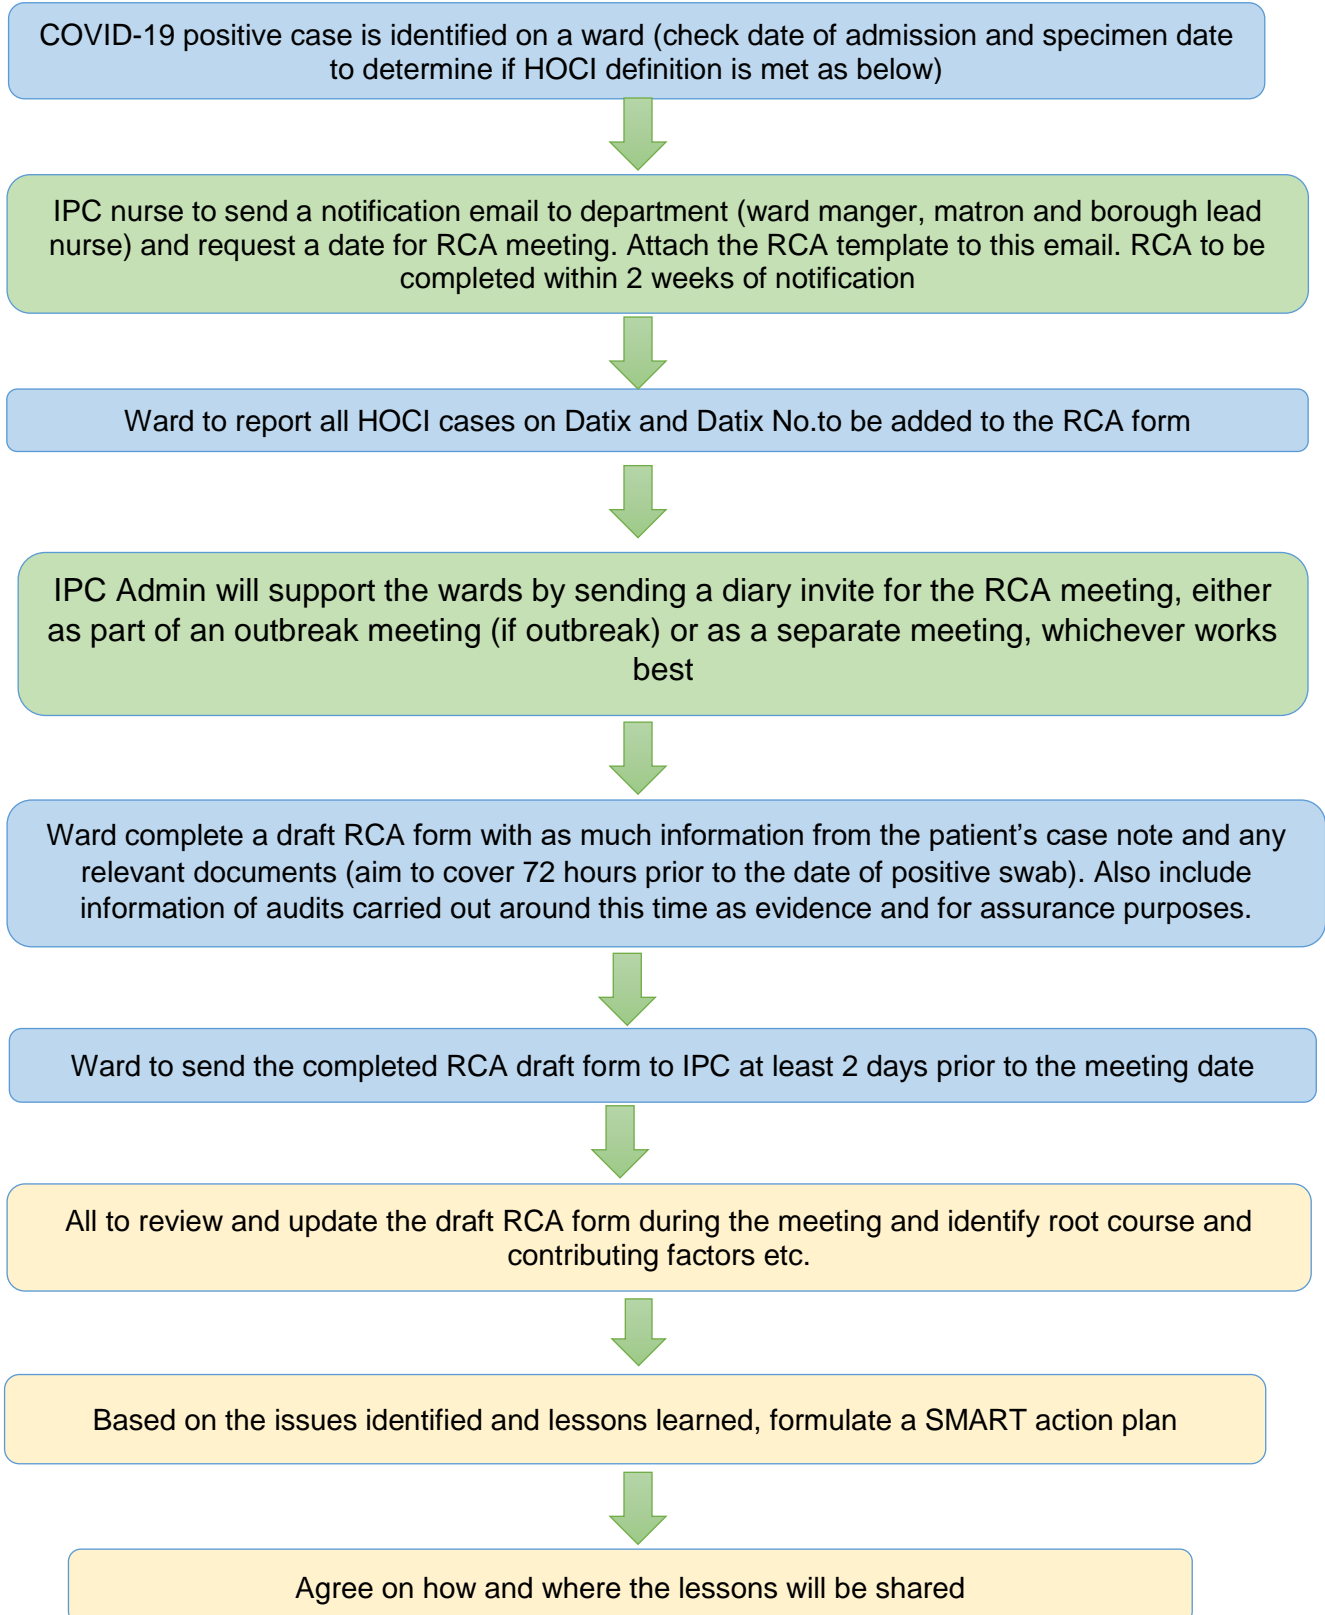 COVID-19 positive case is identified on a ward (check date of admission and specimen date
to determine if HOCI definition is met as below)
IPC nurse to send a notification email to department (ward manger, matron and borough lead
nurse) and request a date for RCA meeting. Attach the RCA template to this email. RCA to be
completed within 2 weeks of notification
Ward to report all HOCI cases on Datix and Datix No.to be added to the RCA form
IPC Admin will support the wards by sending a diary invite for the RCA meeting, either
as part of an outbreak meeting (if outbreak) or as a separate meeting, whichever works
best
Ward complete a draft RCA form with as much information from the patient’s case note and any
relevant documents (aim to cover 72 hours prior to the date of positive swab). Also include
information of audits carried out around this time as evidence and for assurance purposes.
Ward to send the completed RCA draft form to IPC at least 2 days prior to the meeting date
All to review and update the draft RCA form during the meeting and identify root course and
contributing factors etc.
Based on the issues identified and lessons learned, formulate a SMART action plan
Agree on how and where the lessons will be shared